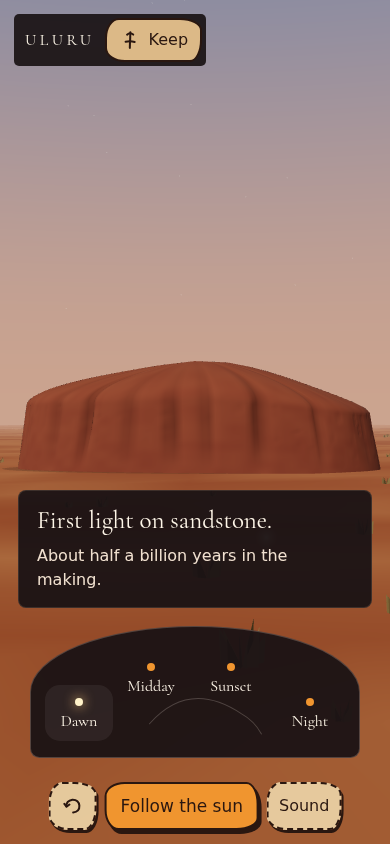 ULURU
Keep
First light on sandstone.
About half a billion years in the
making.
Midday
Sunset
Dawn
Night
Follow the sun
Sound